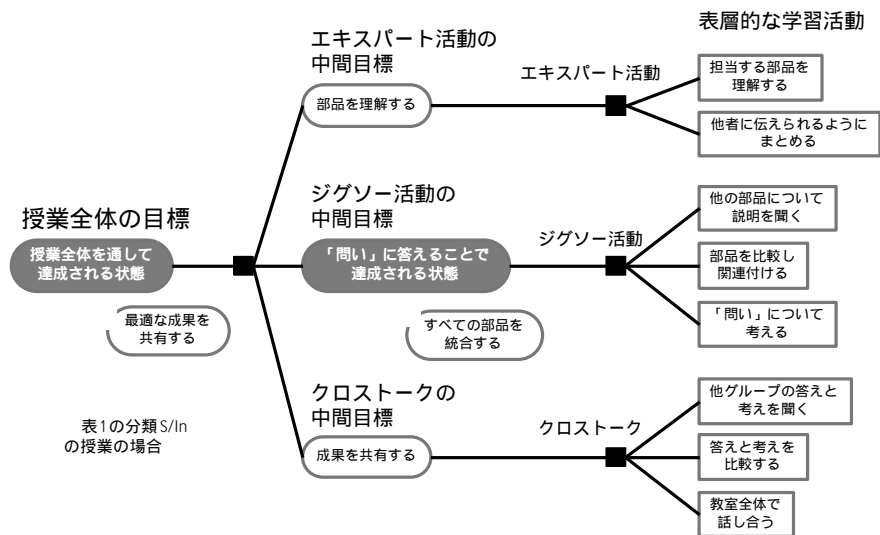 表層的な学習活動
エキスパート活動の
中間目標
エキスパート活動
部品を理解する
担当する部品を
理解する
他者に伝えられるように
まとめる
ジグソー活動の
中間目標
授業全体の目標
授業全体を通して
達成される状態
「問い」に答えることで
達成される状態
ジグソー活動
他の部品について
説明を聞く
部品を比較し
関連付ける
「問い」について
考える
最適な成果を
共有する
すべての部品を
統合する
クロストークの
中間目標
クロストーク
成果を共有する
他グループの答えと
考えを聞く
答えと考えを
比較する
教室全体で
話し合う
表1の分類S/In
の授業の場合